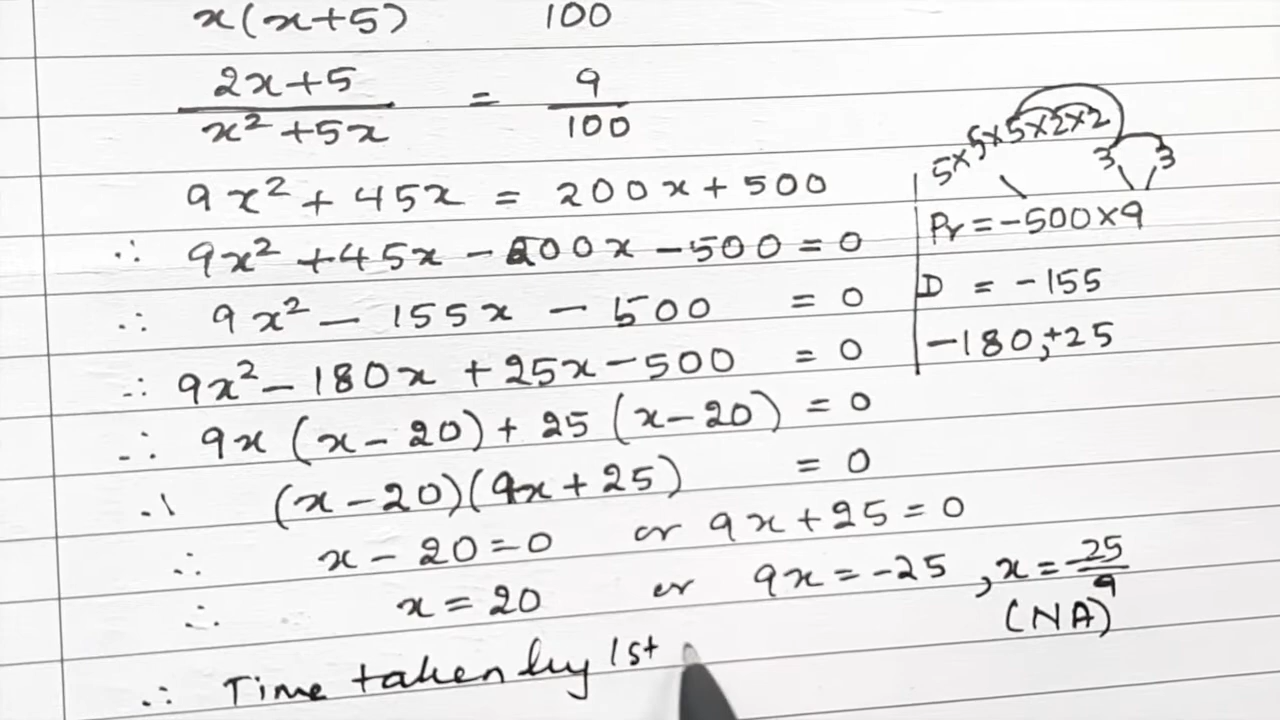 x(x+5) 100
2x+5 = 9
x²+5x 100
9x² + 45x = 200x + 500
∴ 9x² + 45x - 200x - 500 = 0
∴ 9x² - 155x - 500 = 0
∴ 9x² - 180x + 25x - 500 = 0
∴ 9x (x - 20) + 25 (x - 20) = 0
∴ (x - 20)(9x + 25) = 0
∴ x - 20 = 0 or 9x + 25 = 0
∴ x = 20 or 9x = -25 , x = -25/9
(NA)
∴ Time taken by 1st
5×5×5×2×2 3 3
Pr = -500×9
D = -155
-180, +25